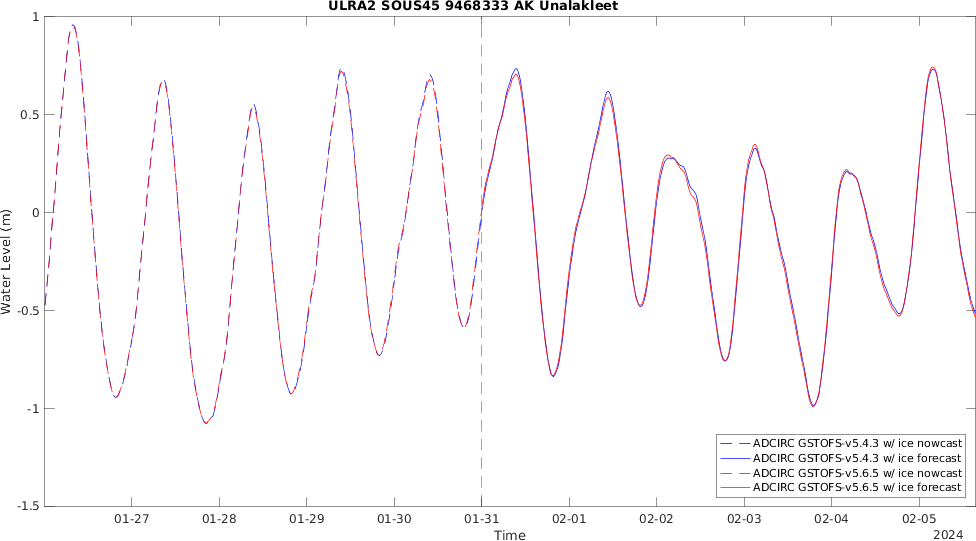 ULRA2 SOUS45 9468333 AK Unalakleet
1
0.5
0
-0.5
-1
-1.5
Water Level (m)
ADCIRC GSTOFS-v5.4.3 w/ ice nowcast
ADCIRC GSTOFS-v5.4.3 w/ ice forecast
ADCIRC GSTOFS-v5.6.5 w/ ice nowcast
ADCIRC GSTOFS-v5.6.5 w/ ice forecast
01-27 01-28 01-29 01-30 01-31 02-01 02-02 02-03 02-04 02-05
Time
2024